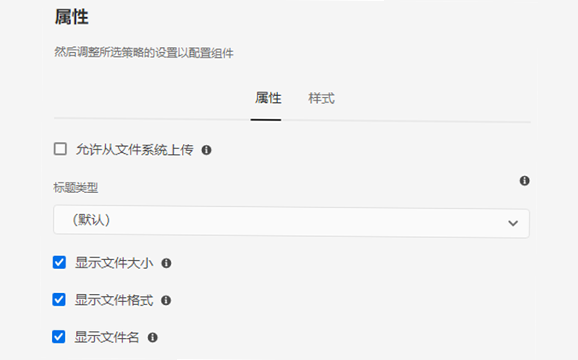 属性
然后调整所选策略的设置以配置组件
属性 样式
允许从文件系统上传
标题类型
（默认）
显示文件大小
显示文件格式
显示文件名